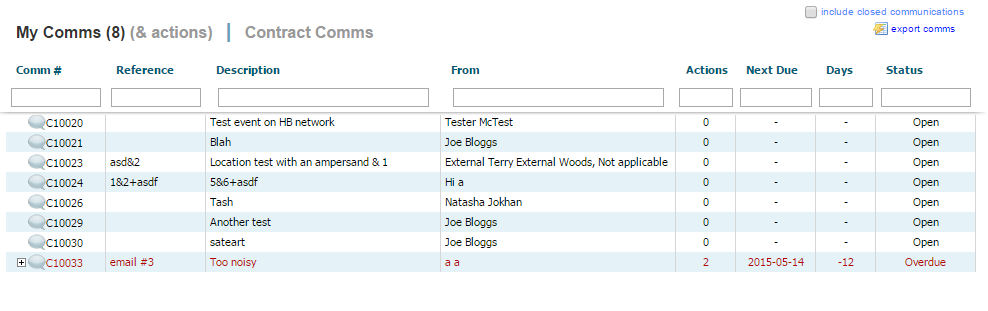 include closed communications
My Comms (8) (& actions) | Contract Comms
export comms
Comm # Reference Description From Actions Next Due Days Status
C10020 Test event on HB network Tester McTest 0 - - Open
C10021 Blah Joe Bloggs 0 - - Open
C10023 asd&2 Location test with an ampersand & 1 External Terry External Woods, Not applicable 0 - - Open
C10024 1&2+asdf 5&6+asdf Hi a 0 - - Open
C10026 Tash Natasha Jokhan 0 - - Open
C10029 Another test Joe Bloggs 0 - - Open
C10030 sateart Joe Bloggs 0 - - Open
C10033 email #3 Too noisy a a 2 2015-05-14 -12 Overdue